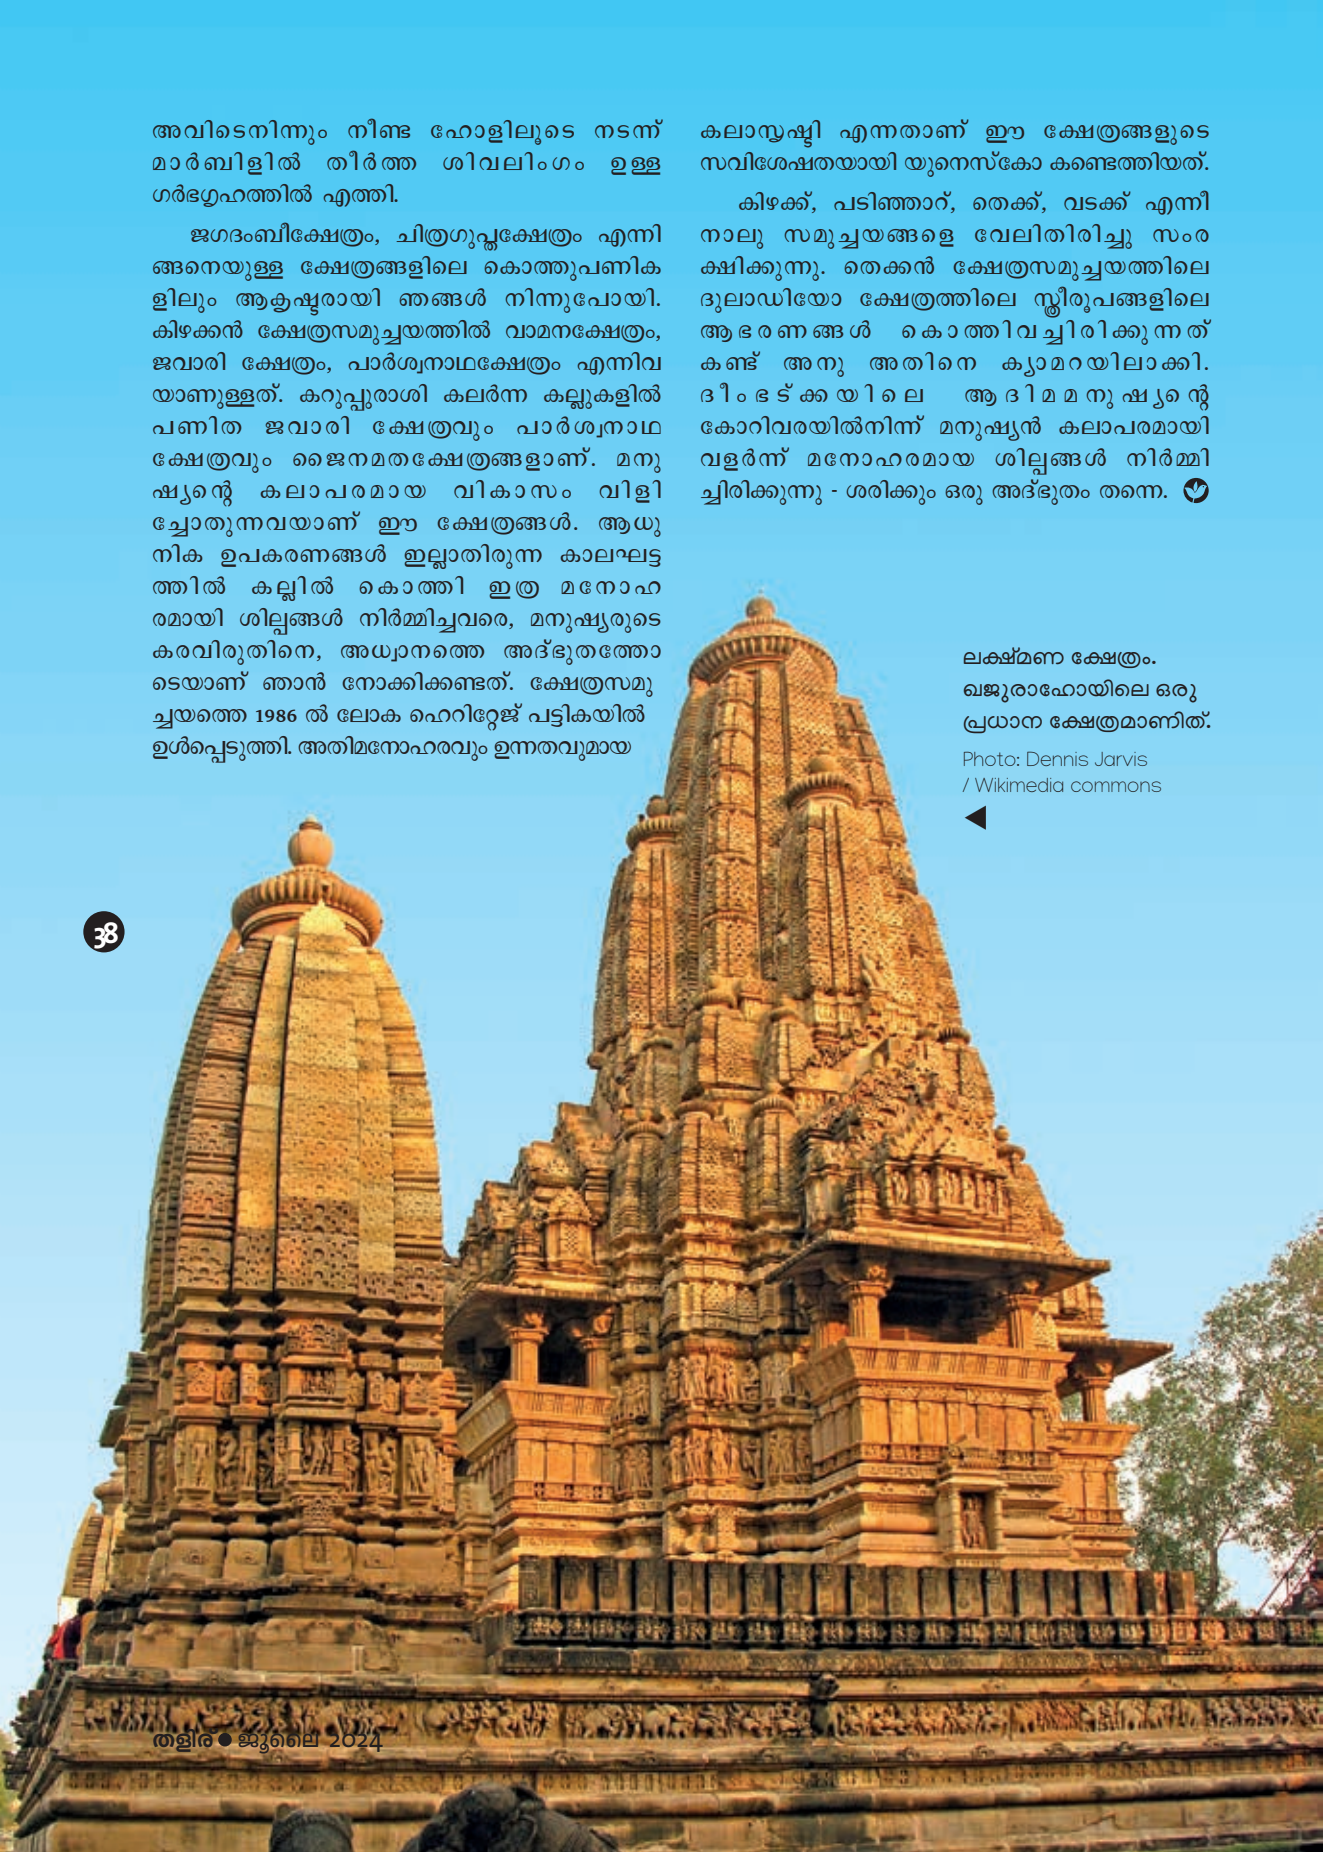 അവിടെനിന്നും നീണ്ട ഹോളിലൂടെ നടന്ന്
മാർബിളിൽ തീർത്ത ശിവലിംഗം ഉള്ള
ഗർഭഗൃഹത്തിൽ എത്തി.
ജഗദംബീക്ഷേത്രം, ചിത്രഗുപ്തക്ഷേത്രം എന്നി
ങ്ങനെയുള്ള ക്ഷേത്രങ്ങളിലെ കൊത്തുപണിക
ളിലും ആകൃഷ്ടരായി ഞങ്ങൾ നിന്നുപോയി.
കിഴക്കൻ ക്ഷേത്രസമുച്ചയത്തിൽ വാമനക്ഷേത്രം,
ജവാരി ക്ഷേത്രം, പാർശ്വനാഥക്ഷേത്രം എന്നിവ
യാണുള്ളത്. കറുപ്പുരാശി കലർന്ന കല്ലുകളിൽ
പണിത ജവാരി ക്ഷേത്രവും പാർശ്വനാഥ
ക്ഷേത്രവും ജൈനമതക്ഷേത്രങ്ങളാണ്. മനു
ഷ്യന്റെ കലാപരമായ വികാസം വിളി
ച്ചോതുന്നവയാണ് ഈ ക്ഷേത്രങ്ങൾ. ആധു
നിക ഉപകരണങ്ങൾ ഇല്ലാതിരുന്ന കാലഘട്ട
ത്തിൽ കല്ലിൽ കൊത്തി ഇത്ര മനോഹ
രമായി ശില്പങ്ങൾ നിർമ്മിച്ചവരെ, മനുഷ്യരുടെ
കരവിരുതിനെ, അധ്വാനത്തെ അദ്ഭുതത്തോ
ടെയാണ് ഞാൻ നോക്കിക്കണ്ടത്. ക്ഷേത്രസമു
ച്ചയത്തെ 1986 ൽ ലോക ഹെറിറ്റേജ് പട്ടികയിൽ
ഉൾപ്പെടുത്തി. അതിമനോഹരവും ഉന്നതവുമായ
കലാസൃഷ്ടി എന്നതാണ് ഈ ക്ഷേത്രങ്ങളുടെ
സവിശേഷതയായി യുനെസ്കോ കണ്ടെത്തിയത്.
കിഴക്ക്, പടിഞ്ഞാറ്, തെക്ക്, വടക്ക് എന്നീ
നാലു സമുച്ചയങ്ങളെ വേലിതിരിച്ചു സംര
ക്ഷിക്കുന്നു. തെക്കൻ ക്ഷേത്രസമുച്ചയത്തിലെ
ദുലാഡിയോ ക്ഷേത്രത്തിലെ സ്ത്രീരൂപങ്ങളിലെ
ആഭരണങ്ങൾ കൊത്തിവച്ചിരിക്കുന്നത്
കണ്ട് അനു അതിനെ ക്യാമറയിലാക്കി.
ദീംഭട്ക്കയിലെ ആദിമമനുഷ്യന്റെ
കോറിവരയിൽനിന്ന് മനുഷ്യൻ കലാപരമായി
വളർന്ന് മനോഹരമായ ശില്പങ്ങൾ നിർമ്മി
ച്ചിരിക്കുന്നു - ശരിക്കും ഒരു അദ്ഭുതം തന്നെ.
ലക്ഷ്മണ ക്ഷേത്രം.
ഖജുരാഹോയിലെ ഒരു
പ്രധാന ക്ഷേത്രമാണിത്.
Photo: Dennis Jarvis
/ Wikimedia commons
38
തളിര് ● ജൂലൈ 2024